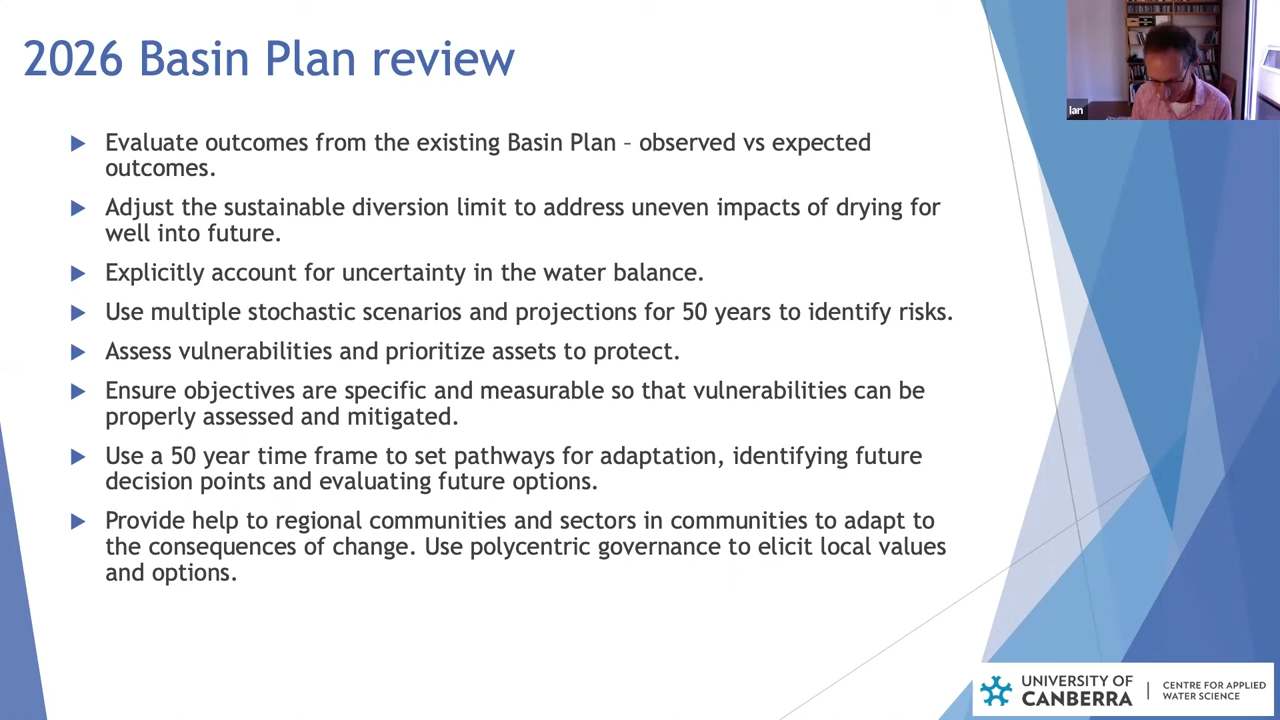 2026 Basin Plan review
Ian
Evaluate outcomes from the existing Basin Plan – observed vs expected
outcomes.
Adjust the sustainable diversion limit to address uneven impacts of drying for
well into future.
Explicitly account for uncertainty in the water balance.
Use multiple stochastic scenarios and projections for 50 years to identify risks.
Assess vulnerabilities and prioritize assets to protect.
Ensure objectives are specific and measurable so that vulnerabilities can be
properly assessed and mitigated.
Use a 50 year time frame to set pathways for adaptation, identifying future
decision points and evaluating future options.
Provide help to regional communities and sectors in communities to adapt to
the consequences of change. Use polycentric governance to elicit local values
and options.
UNIVERSITY OF
CANBERRA
CENTRE FOR APPLIED
WATER SCIENCE